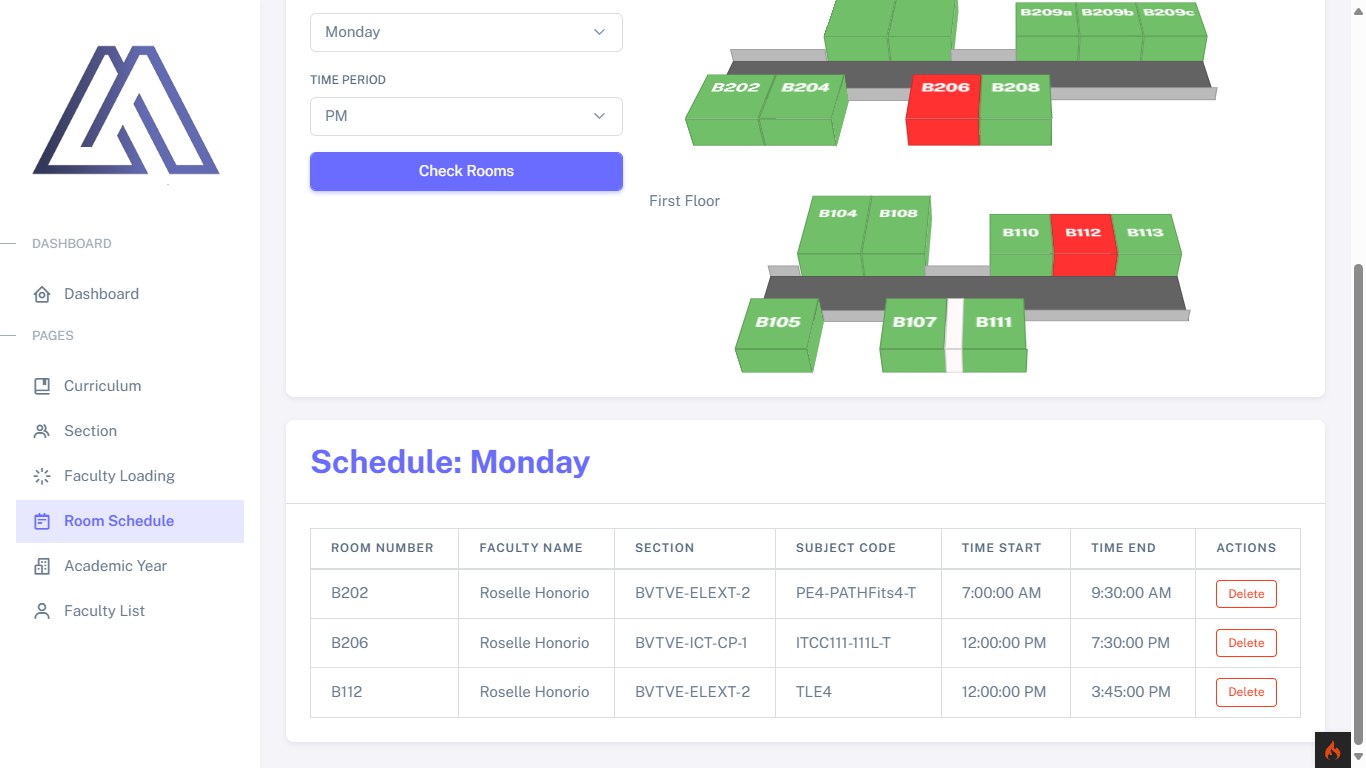 Monday
TIME PERIOD
PM
Check Rooms
B209a B209b B209c
B202 B204 B206 B208
First Floor
B104 B108
B110 B112 B113
B105 B107 B111
DASHBOARD
Dashboard
PAGES
Curriculum
Section
Faculty Loading
Room Schedule
Academic Year
Faculty List
Schedule: Monday
ROOM NUMBER FACULTY NAME SECTION SUBJECT CODE TIME START TIME END ACTIONS
B202 Roselle Honorio BVTVE-ELEXT-2 PE4-PATHFits4-T 7:00:00 AM 9:30:00 AM Delete
B206 Roselle Honorio BVTVE-ICT-CP-1 ITCC111-111L-T 12:00:00 PM 7:30:00 PM Delete
B112 Roselle Honorio BVTVE-ELEXT-2 TLE4 12:00:00 PM 3:45:00 PM Delete